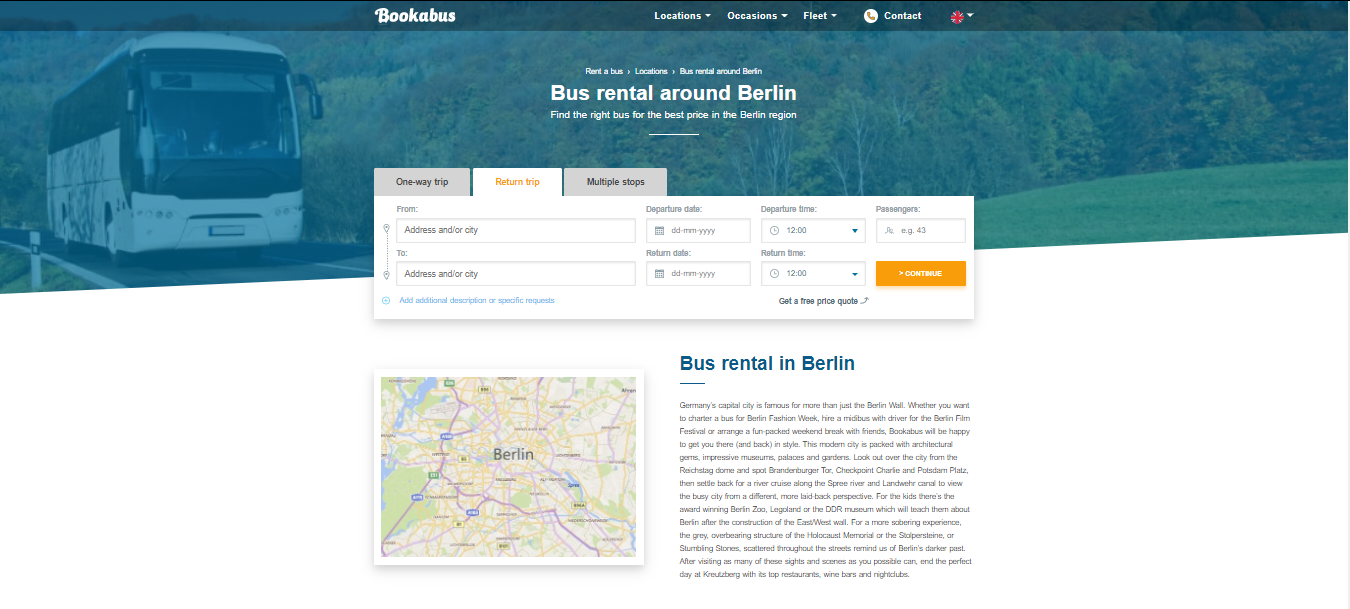 Bookabus
Locations
Occasions
Fleet
Contact
Rent a bus › Locations › Bus rental around Berlin
Bus rental around Berlin
Find the right bus for the best price in the Berlin region
One-way trip
Return trip
Multiple stops
From:
Departure date:
Departure time:
Passengers:
Address and/or city
dd-mm-yyyy
12:00
e.g. 43
To:
Return date:
Return time:
Address and/or city
dd-mm-yyyy
12:00
> CONTINUE
Add additional description or specific requests
Get a free price quote
Bus rental in Berlin
Germany's capital city is famous for more than just the Berlin Wall. Whether you want
to charter a bus for Berlin Fashion Week, hire a midibus with driver for the Berlin Film
Festival or arrange a fun-packed weekend break with friends, Bookabus will be happy
to get you there (and back) in style. This modern city is packed with architectural
gems, impressive museums, palaces and gardens. Look out over the city from the
Reichstag dome and spot Brandenburger Tor, Checkpoint Charlie and Potsdam Platz,
then settle back for a river cruise along the Spree river and Landwehr canal to view
the busy city from a different, more laid-back perspective. For the kids there's the
award winning Berlin Zoo, Legoland or the DDR museum which will teach them about
Berlin after the construction of the East/West wall. For a more sobering experience,
the grey, overbearing structure of the Holocaust Memorial or the Stolpersteine, or
Stumbling Stones, scattered throughout the streets remind us of Berlin's darker past.
After visiting as many of these sights and scenes as you possible can, end the perfect
day at Kreutzberg with its top restaurants, wine bars and nightclubs.
Berlin
Spree